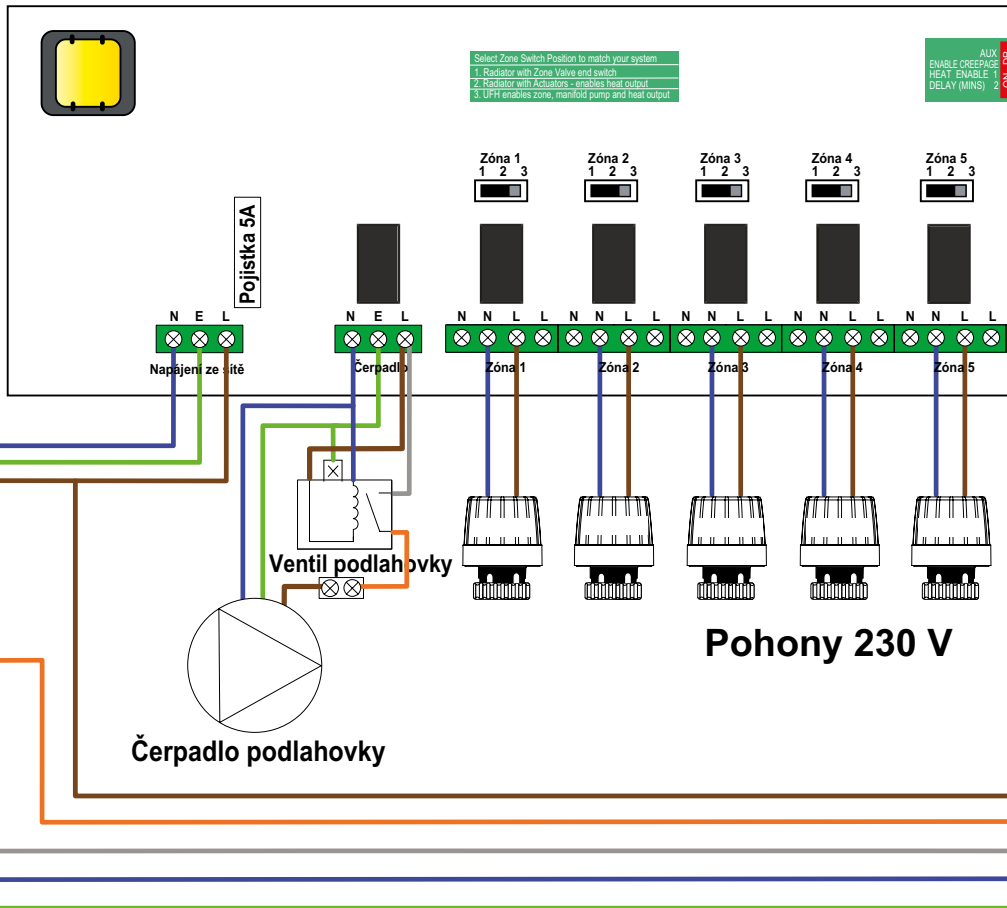 Select Zone Switch Position to match your system
1. Radiator with Zone Valve end switch
2. Radiator with Actuators - enables heat output
3. UFH enables zone, manifold pump and heat output
AUX
ENABLE CREEPAGE
HEAT ENABLE 1
DELAY (MINS) 2
ON
Zóna 1
1 2 3
Zóna 2
1 2 3
Zóna 3
1 2 3
Zóna 4
1 2 3
Zóna 5
1 2 3
Pojistka 5A
N E L
N E L
N N L L
N N L L
N N L L
N N L L
N N L L
Napájení ze sítě
Čerpadlo
Zóna 1
Zóna 2
Zóna 3
Zóna 4
Zóna 5
Ventil podlahovky
Pohony 230 V
Čerpadlo podlahovky